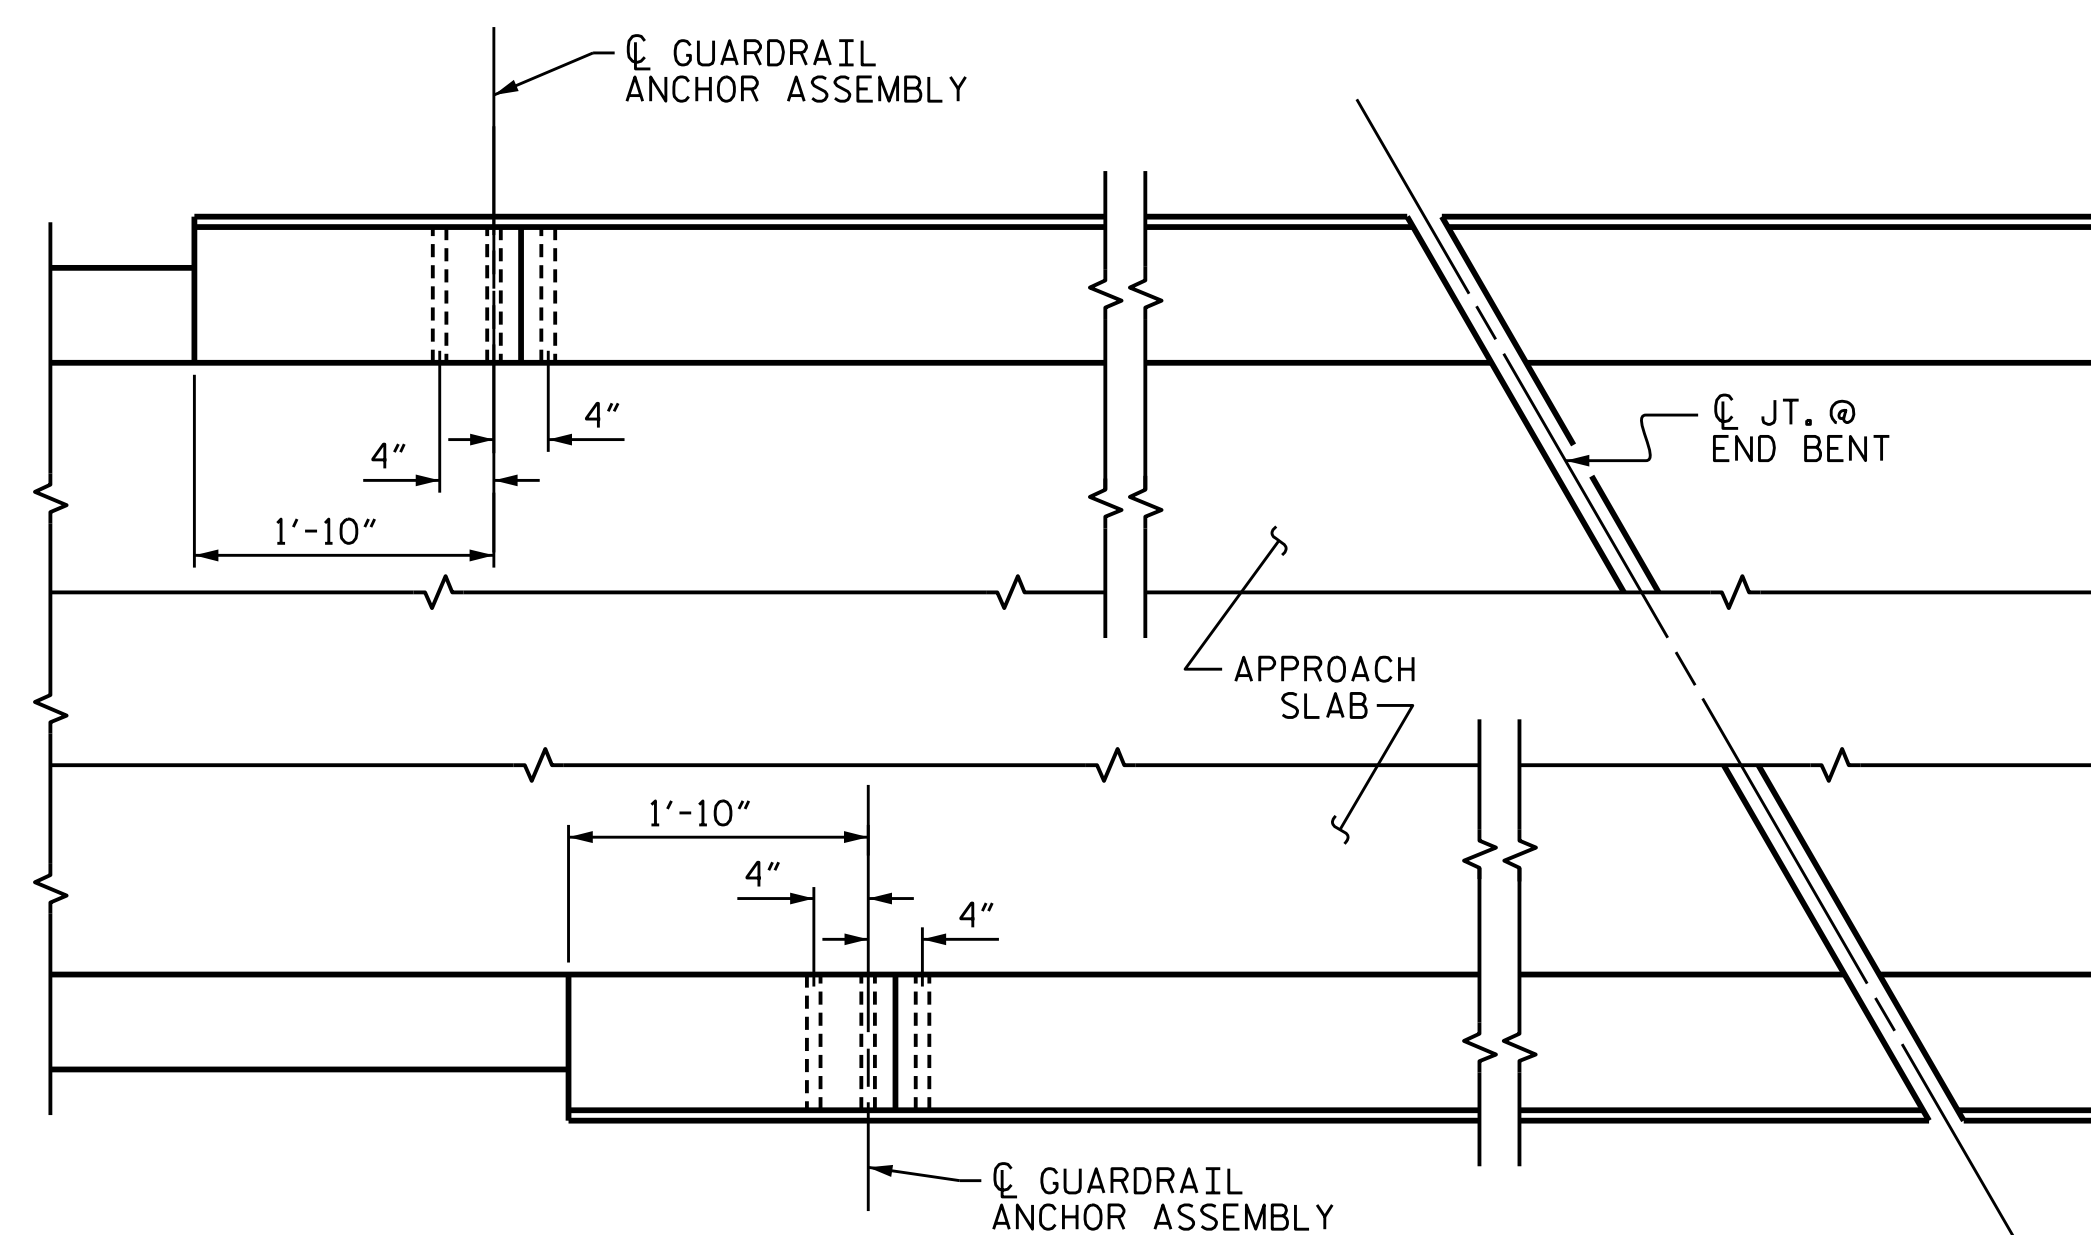 ℄ GUARDRAIL
ANCHOR ASSEMBLY
4"
4"
1'-10"
℄ JT. @
END BENT
APPROACH
SLAB
1'-10"
4"
4"
℄ GUARDRAIL
ANCHOR ASSEMBLY